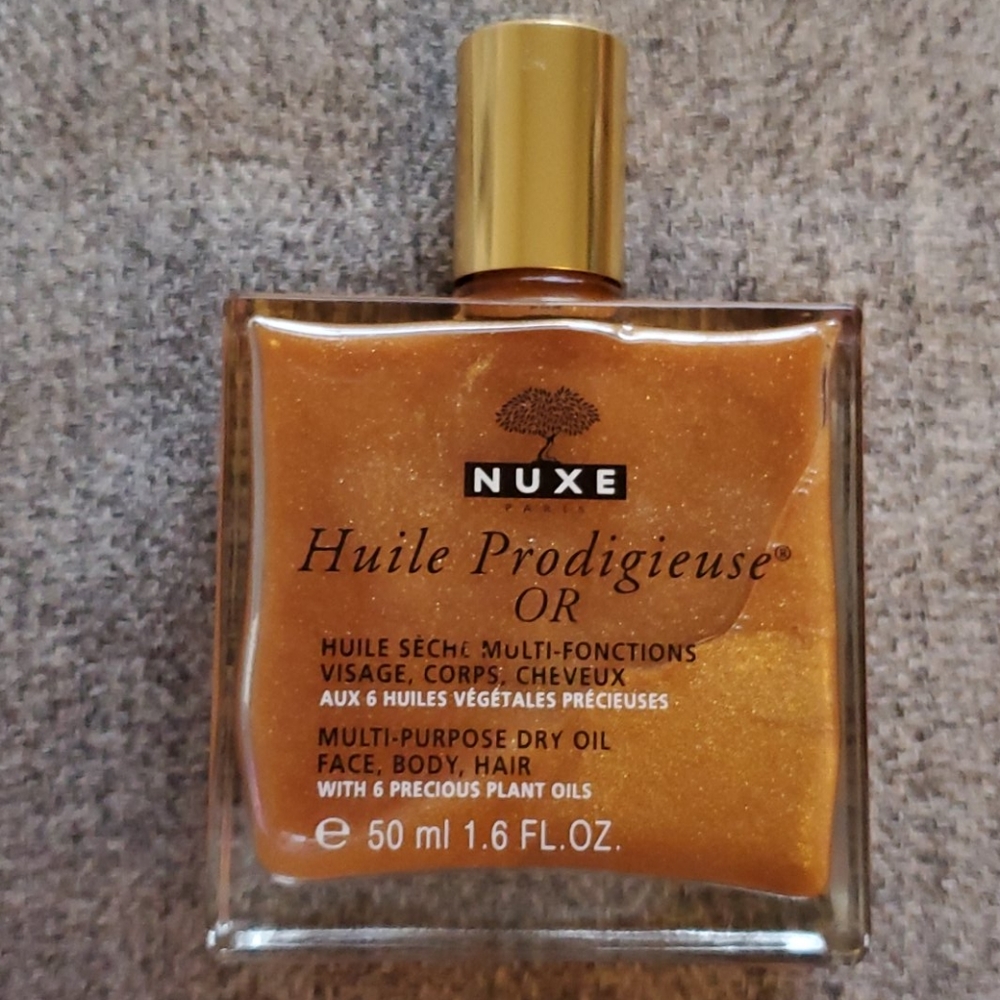 NUXE
PARIS
Huile Prodigieuse®
OR
HUILE SÈCHE MULTI-FONCTIONS
VISAGE, CORPS, CHEVEUX
AUX 6 HUILES VÉGÉTALES PRÉCIEUSES
MULTI-PURPOSE DRY OIL
FACE, BODY, HAIR
WITH 6 PRECIOUS PLANT OILS
℮ 50 ml 1.6 FL.OZ.